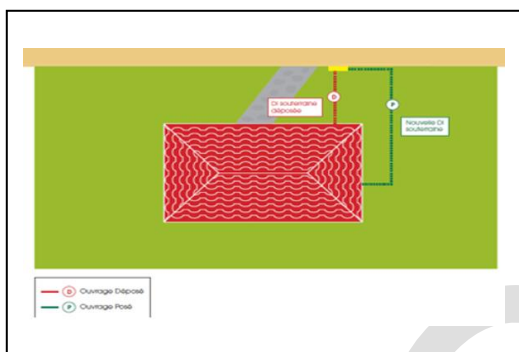 DI souterraine
déposée
D
P
Nouvelle DI
souterraine
D Ouvrage Déposé
P Ouvrage Posé